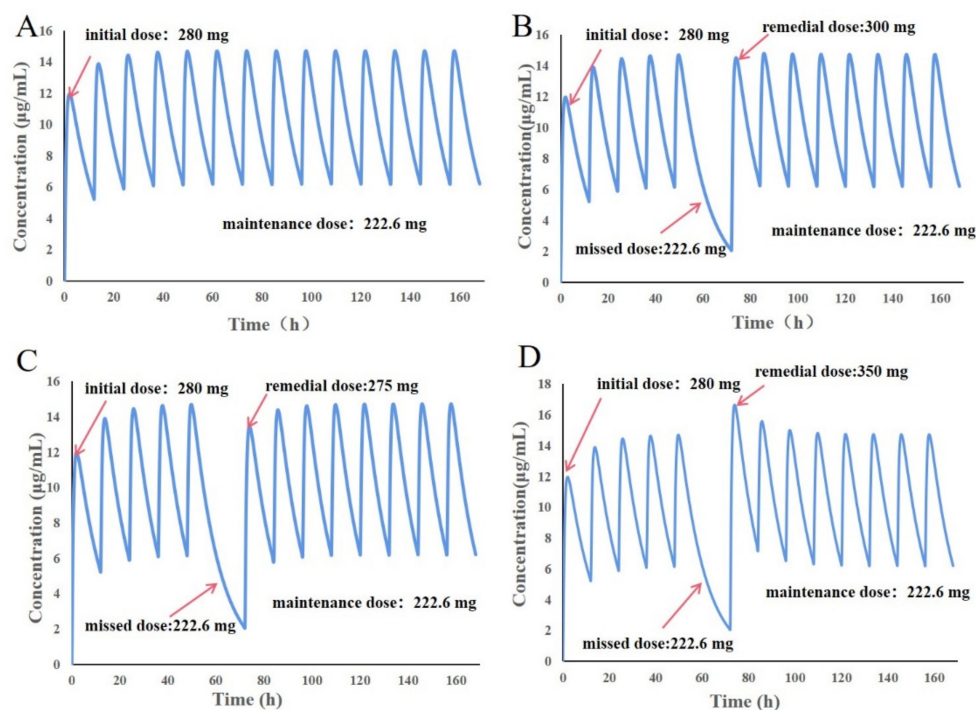 A
initial dose： 280 mg
Concentration (μg/mL)
16
14
12
10
8
6
4
2
0
maintenance dose： 222.6 mg
0 20 40 60 80 100 120 140 160
Time（h）
B
initial dose： 280 mg
remedial dose:300 mg
Concentration(μg/mL)
16
14
12
10
8
6
4
2
0
missed dose:222.6 mg
maintenance dose： 222.6 mg
0 20 40 60 80 100 120 140 160
Time（h）
C
initial dose： 280 mg
remedial dose:275 mg
Concentration (μg/mL)
16
14
12
10
8
6
4
2
0
missed dose:222.6 mg
maintenance dose： 222.6 mg
0 20 40 60 80 100 120 140 160
Time (h)
D
initial dose： 280 mg
remedial dose:350 mg
Concentration(μg/mL)
18
16
14
12
10
8
6
4
2
0
missed dose:222.6 mg
maintenance dose： 222.6 mg
0 20 40 60 80 100 120 140 160
Time (h)